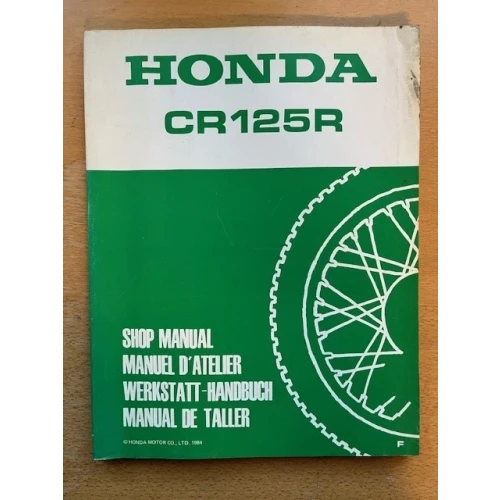 HONDA
CR125R
SHOP MANUAL
MANUEL D'ATELIER
WERKSTATT-HANDBUCH
MANUAL DE TALLER
© HONDA MOTOR CO., LTD. 1984
F